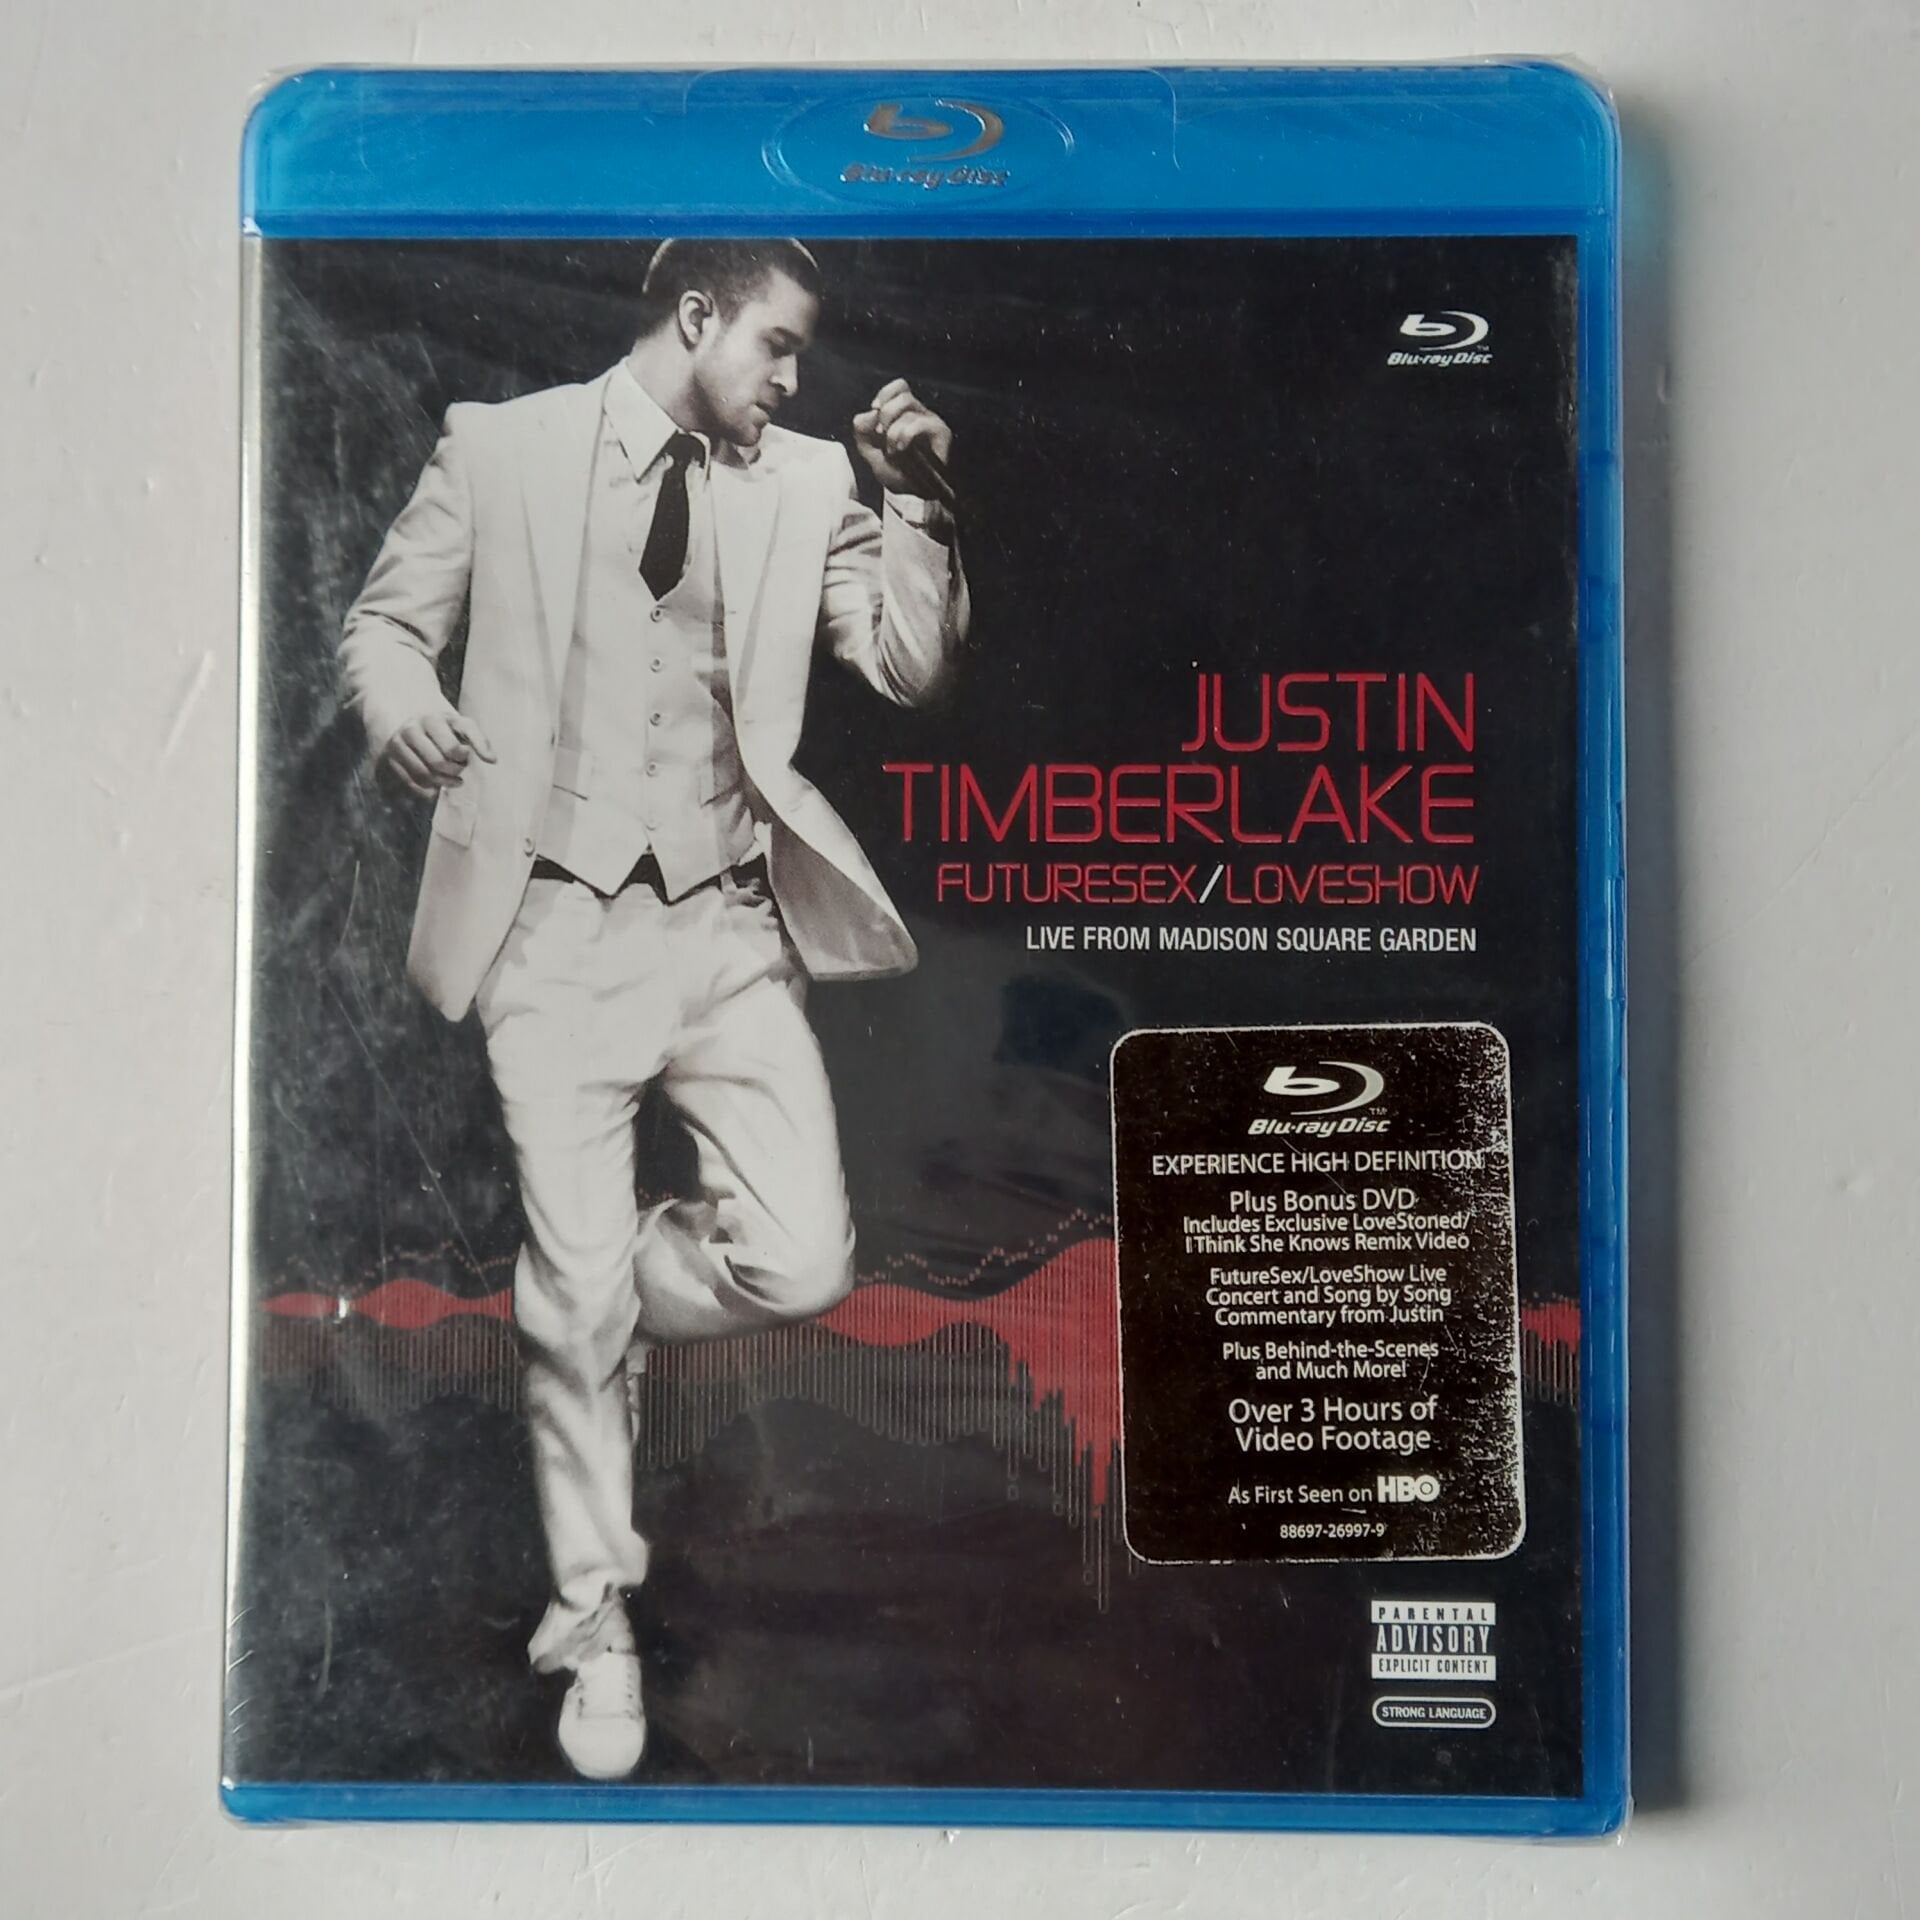 Blu-ray Disc
Blu-ray Disc™
JUSTIN
TIMBERLAKE
FUTURESEX/LOVESHOW
LIVE FROM MADISON SQUARE GARDEN
Blu-ray Disc™
EXPERIENCE HIGH DEFINITION
Plus Bonus DVD
Includes Exclusive LoveStoned/
I Think She Knows Remix Video
FutureSex/LoveShow Live
Concert and Song by Song
Commentary from Justin
Plus Behind-the-Scenes
and Much More!
Over 3 Hours of
Video Footage
As First Seen on HBO
88697-26997-9
PARENTAL
ADVISORY
EXPLICIT CONTENT
STRONG LANGUAGE